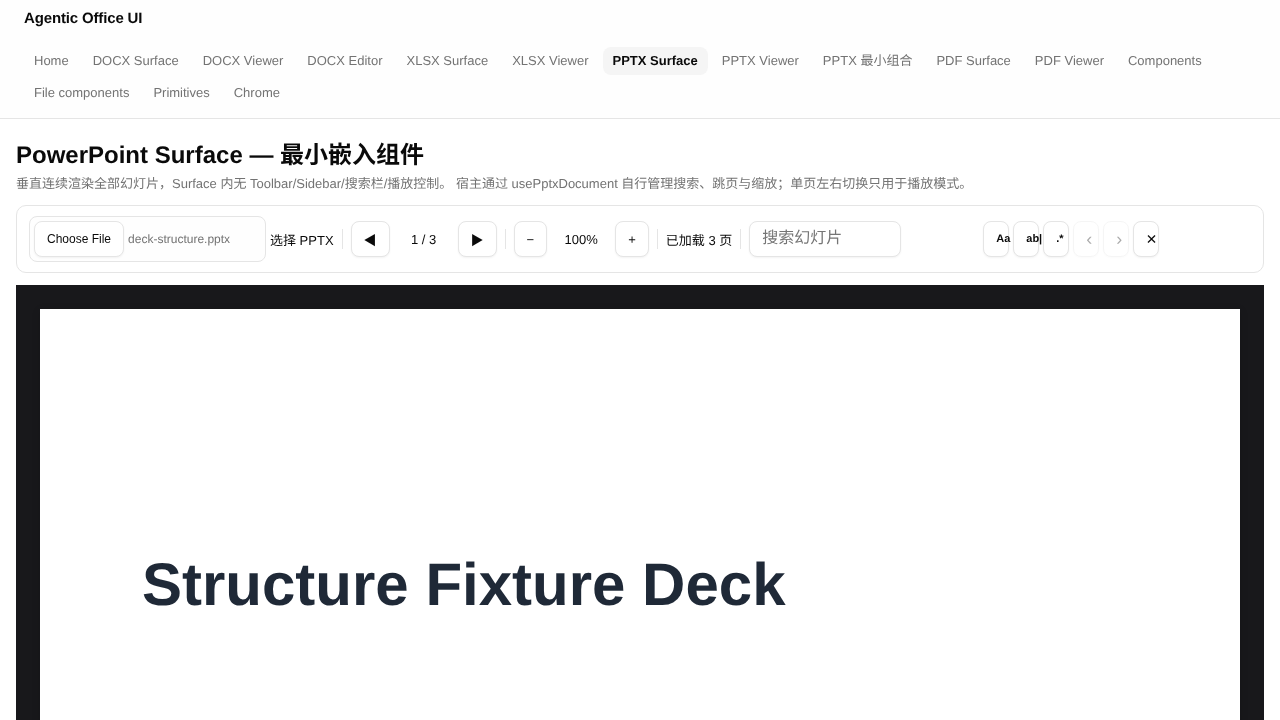 Agentic Office UI
Home DOCX Surface DOCX Viewer DOCX Editor XLSX Surface XLSX Viewer PPTX Surface PPTX Viewer PPTX 最小组合 PDF Surface PDF Viewer Components
File components Primitives Chrome
PowerPoint Surface — 最小嵌入组件
垂直连续渲染全部幻灯片，Surface 内无 Toolbar/Sidebar/搜索栏/播放控制。 宿主通过 usePptxDocument 自行管理搜索、跳页与缩放；单页左右切换只用于播放模式。
Choose File deck-structure.pptx 选择 PPTX ◀ 1 / 3 ▶ − 100% + 已加载 3 页 搜索幻灯片 Aa ab| .* ‹ › ✕
Structure Fixture Deck